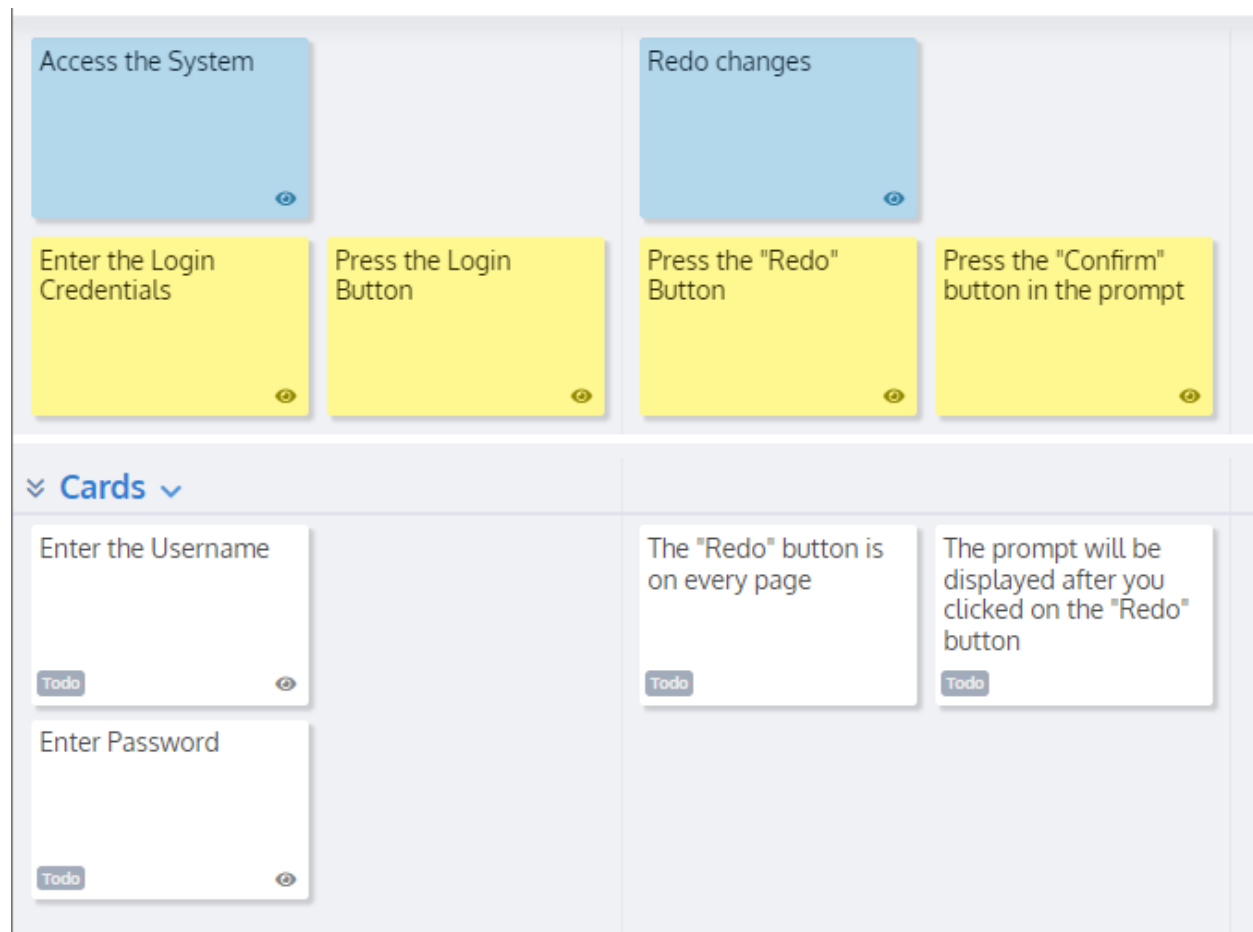 Access the System
Redo changes
Enter the Login
Credentials
Press the Login
Button
Press the "Redo"
Button
Press the "Confirm"
button in the prompt
Cards
Enter the Username
Todo
The "Redo" button is
on every page
Todo
The prompt will be
displayed after you
clicked on the "Redo"
button
Todo
Enter Password
Todo